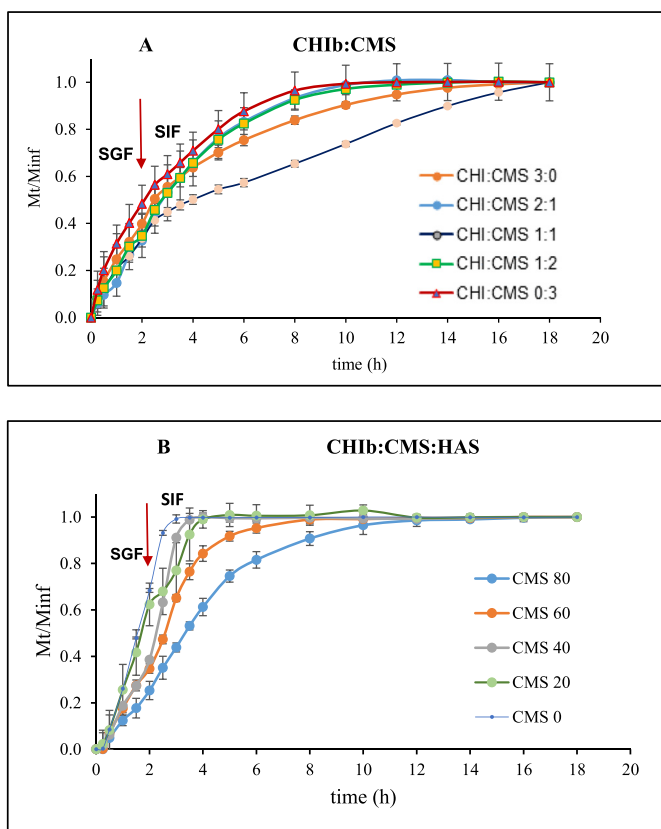 A CHIb:CMS
1.0
0.8
0.6
0.4
0.2
0.0
Mt/Minf
SGF
SIF
CHI:CMS 3:0
CHI:CMS 2:1
CHI:CMS 1:1
CHI:CMS 1:2
CHI:CMS 0:3
0 2 4 6 8 10 12 14 16 18 20
time (h)
B CHIb:CMS:HAS
1.0
0.8
0.6
0.4
0.2
0.0
Mt/Minf
SGF
SIF
CMS 80
CMS 60
CMS 40
CMS 20
CMS 0
0 2 4 6 8 10 12 14 16 18 20
time (h)